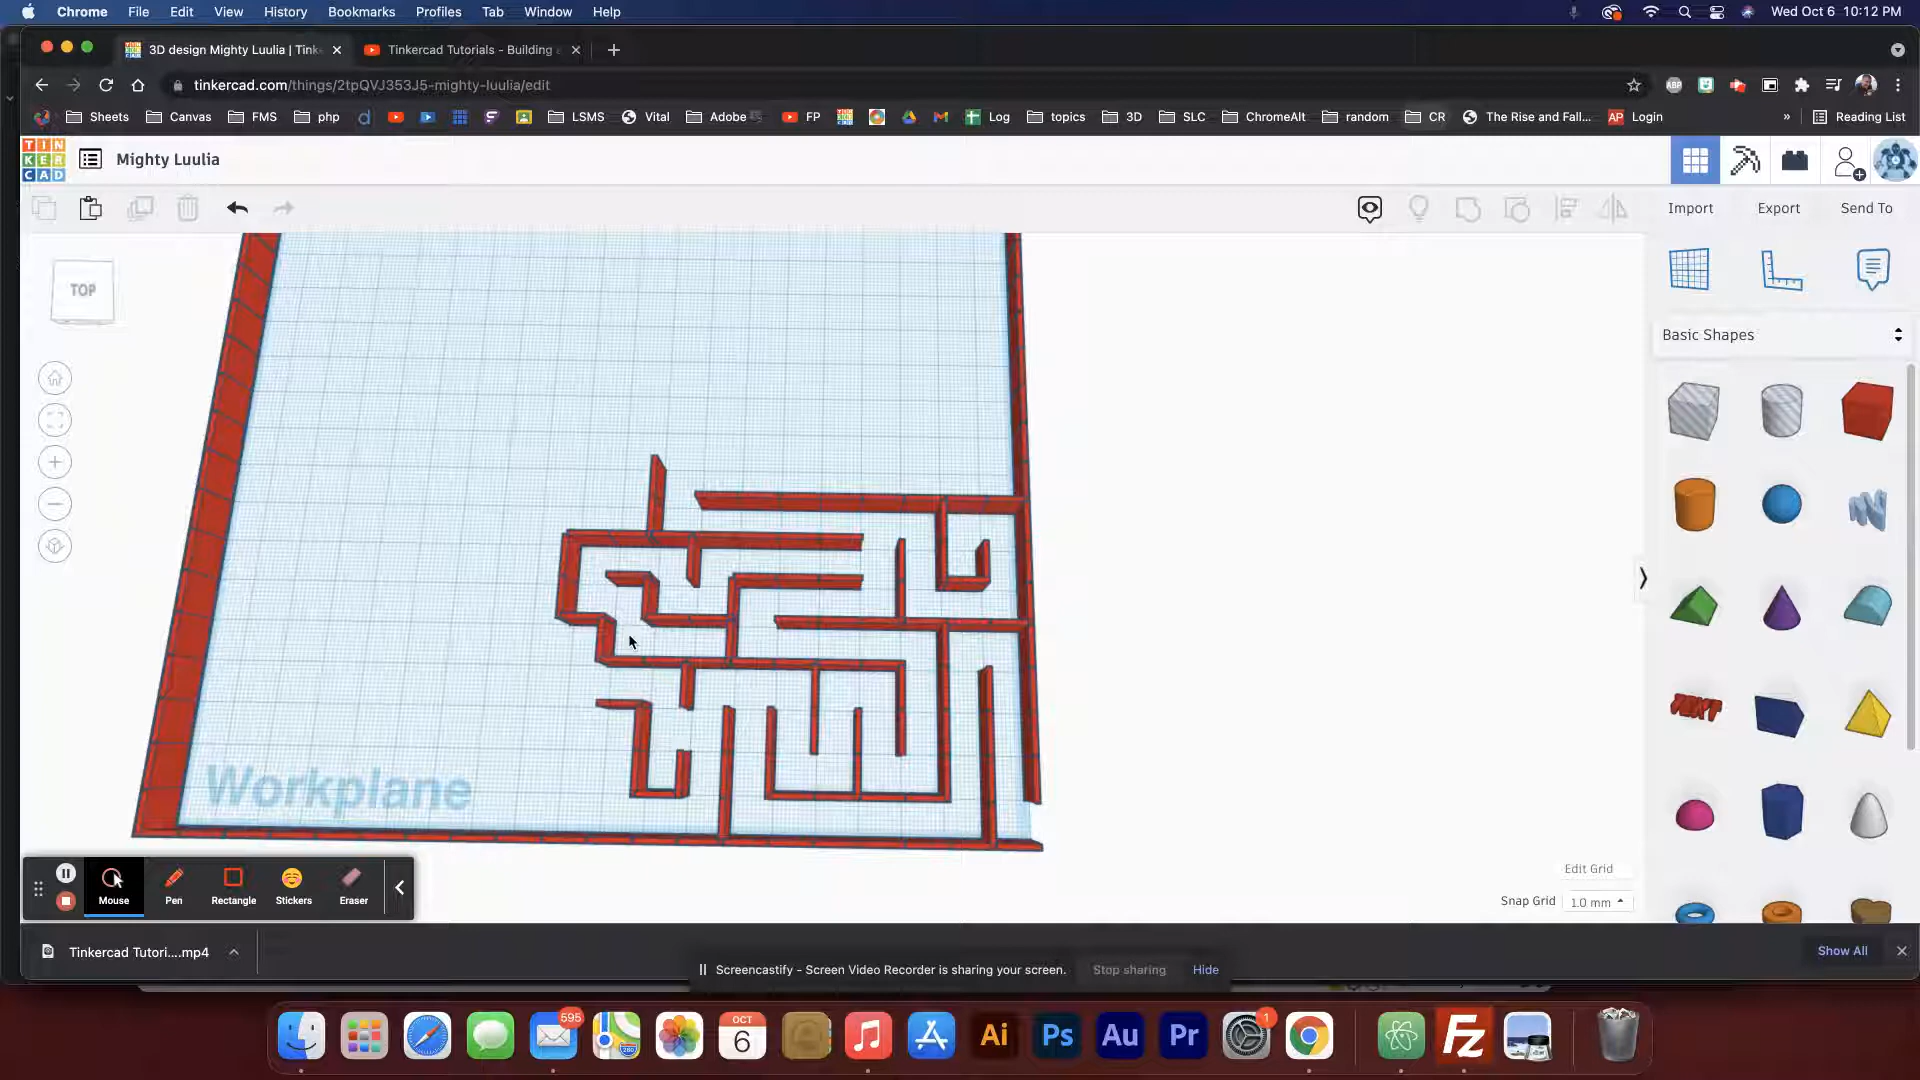 Chrome File Edit View History Bookmarks Profiles Tab Window Help Wed Oct 6 10:12 PM
3D design Mighty Luulia | Tink Tinkercad Tutorials - Building
tinkercad.com/things/2tpQVJ353J5-mighty-luulia/edit
Sheets Canvas FMS php LSMS Vital Adobe FP Log topics 3D SLC ChromeAlt random CR The Rise and Fall... AP Login » Reading List
TIN
KER
CAD
Mighty Luulia
Import Export Send To
TOP
Basic Shapes
TEXT
Workplane
Edit Grid
Snap Grid 1.0 mm
Mouse Pen Rectangle Stickers Eraser
Tinkercad Tutori....mp4
Show All
Screencastify - Screen Video Recorder is sharing your screen. Stop sharing Hide
595
OCT
6
Ai Ps Au Pr
1
Fz